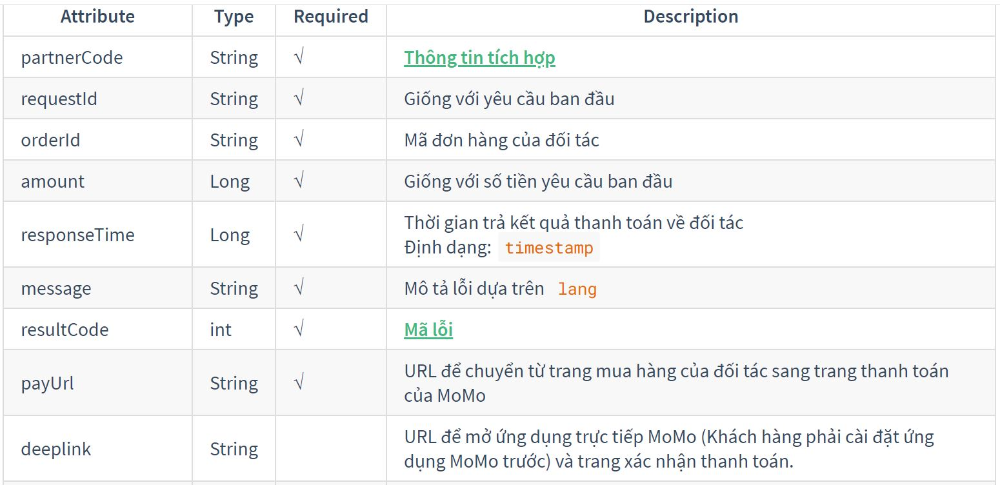 Attribute Type Required Description
partnerCode String √ Thông tin tích hợp
requestId String √ Giống với yêu cầu ban đầu
orderId String √ Mã đơn hàng của đối tác
amount Long √ Giống với số tiền yêu cầu ban đầu
responseTime Long √ Thời gian trả kết quả thanh toán về đối tác
Định dạng: timestamp
message String √ Mô tả lỗi dựa trên lang
resultCode int √ Mã lỗi
payUrl String √ URL để chuyển từ trang mua hàng của đối tác sang trang thanh toán
của MoMo
deeplink String URL để mở ứng dụng trực tiếp MoMo (Khách hàng phải cài đặt ứng
dụng MoMo trước) và trang xác nhận thanh toán.